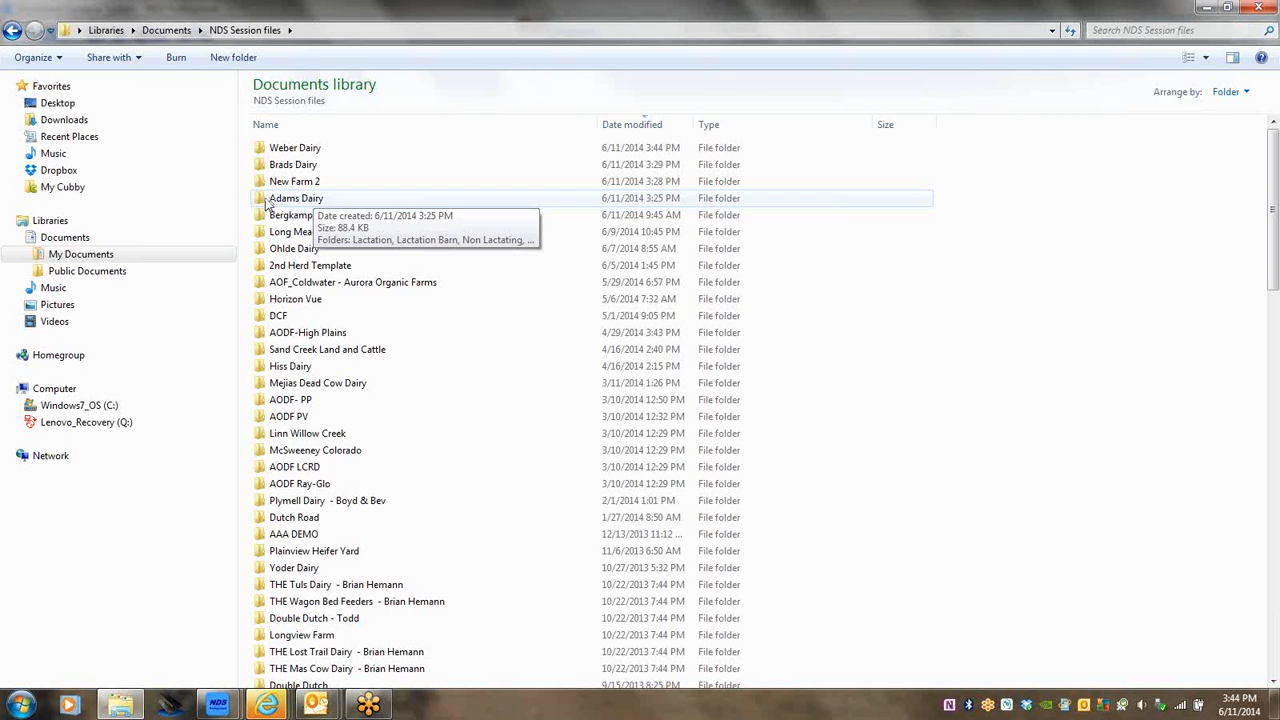 Libraries Documents NDS Session files
Search NDS Session files
Organize Share with Burn New folder
Favorites
Desktop
Downloads
Recent Places
Music
Dropbox
My Cubby
Libraries
Documents
My Documents
Public Documents
Music
Pictures
Videos
Homegroup
Computer
Windows7_OS (C:)
Lenovo_Recovery (Q:)
Network
Documents library
NDS Session files
Arrange by: Folder
Name Date modified Type Size
Weber Dairy 6/11/2014 3:44 PM File folder
Brads Dairy 6/11/2014 3:29 PM File folder
New Farm 2 6/11/2014 3:28 PM File folder
Adams Dairy 6/11/2014 3:25 PM File folder
Bergkamp 6/11/2014 9:45 AM File folder
Long Mea 6/9/2014 10:45 PM File folder
Ohlde Dairy 6/7/2014 8:55 AM File folder
Date created: 6/11/2014 3:25 PM
Size: 88.4 KB
Folders: Lactation, Lactation Barn, Non Lactating, ...
2nd Herd Template 6/5/2014 1:45 PM File folder
AOF_Coldwater - Aurora Organic Farms 5/29/2014 6:57 PM File folder
Horizon Vue 5/6/2014 7:32 AM File folder
DCF 5/1/2014 9:05 PM File folder
AODF-High Plains 4/29/2014 3:43 PM File folder
Sand Creek Land and Cattle 4/16/2014 2:40 PM File folder
Hiss Dairy 4/16/2014 2:15 PM File folder
Mejias Dead Cow Dairy 3/11/2014 1:26 PM File folder
AODF- PP 3/10/2014 12:50 PM File folder
AODF PV 3/10/2014 12:32 PM File folder
Linn Willow Creek 3/10/2014 12:29 PM File folder
McSweeney Colorado 3/10/2014 12:29 PM File folder
AODF LCRD 3/10/2014 12:29 PM File folder
AODF Ray-Glo 3/10/2014 12:29 PM File folder
Plymell Dairy - Boyd & Bev 2/1/2014 1:01 PM File folder
Dutch Road 1/27/2014 8:50 AM File folder
AAA DEMO 12/13/2013 11:12 ... File folder
Plainview Heifer Yard 11/6/2013 6:50 AM File folder
Yoder Dairy 10/27/2013 5:32 PM File folder
THE Tuls Dairy - Brian Hemann 10/22/2013 7:44 PM File folder
THE Wagon Bed Feeders - Brian Hemann 10/22/2013 7:44 PM File folder
Double Dutch - Todd 10/22/2013 7:44 PM File folder
Longview Farm 10/22/2013 7:44 PM File folder
THE Lost Trail Dairy - Brian Hemann 10/22/2013 7:44 PM File folder
THE Mas Cow Dairy - Brian Hemann 10/22/2013 7:44 PM File folder
Double Dutch 9/15/2013 8:25 PM File folder
NDS
3:44 PM
6/11/2014